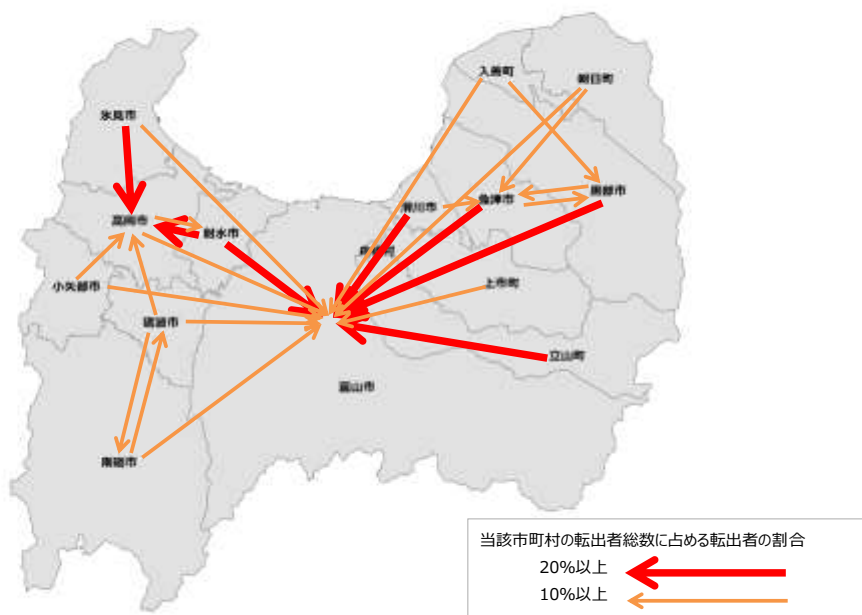 入善町
朝日町
氷見市
黒部市
魚津市
滑川市
高岡市
射水市
上市町
小矢部市
砺波市
立山町
富山市
南砺市
当該市町村の転出者総数に占める転出者の割合
20%以上
10%以上